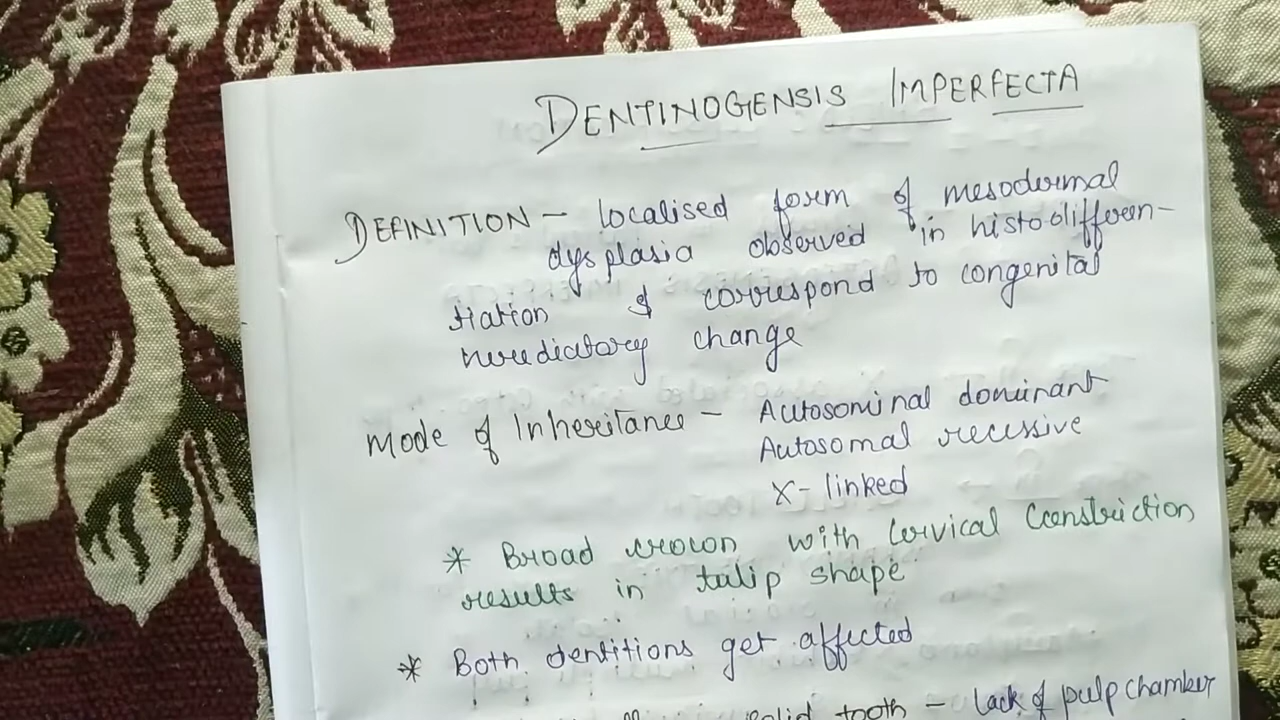 DENTINOGENSIS IMPERFECTA
DEFINITION - localised form of mesodermal
dysplasia observed in histodifferen-
tiation & correspond to congenital
herediatory change
Mode of Inheritance - Autosominal dominant
Autosomal recessive
X-linked
* Broad crown with Cervical Constriction
results in tulip shape
* Both dentitions get affected
solid tooth - lack of pulp chamber